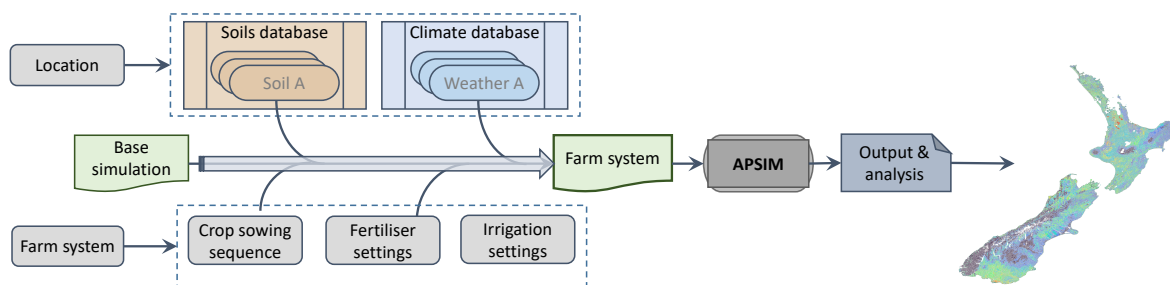 Soils database
Climate database
Location
Soil A
Weather A
Base
simulation
Farm system
APSIM
Output &
analysis
Farm system
Crop sowing
sequence
Fertiliser
settings
Irrigation
settings